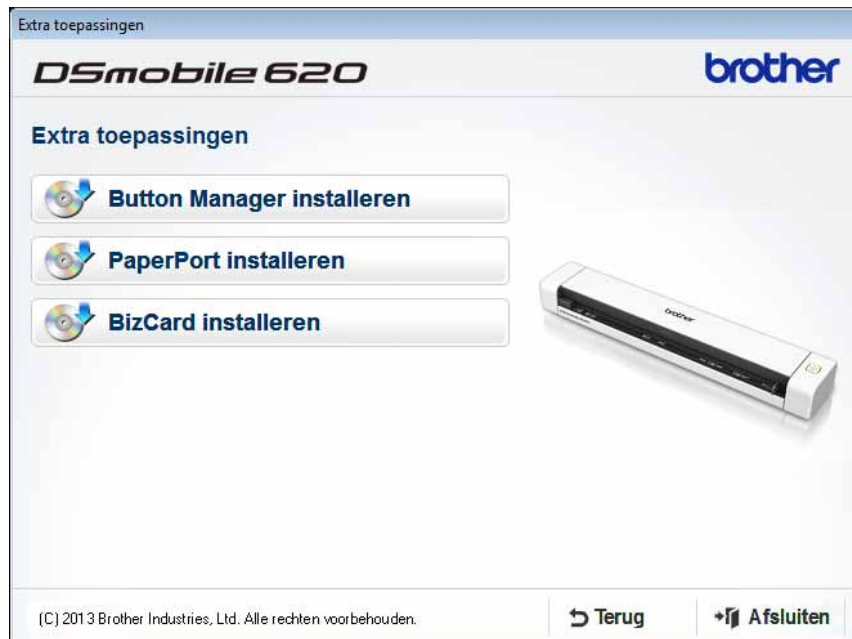 Extra toepassingen
DSmobile 620
brother
Extra toepassingen
Button Manager installeren
PaperPort installeren
BizCard installeren
brother
(C) 2013 Brother Industries, Ltd. Alle rechten voorbehouden.
Terug
Afsluiten